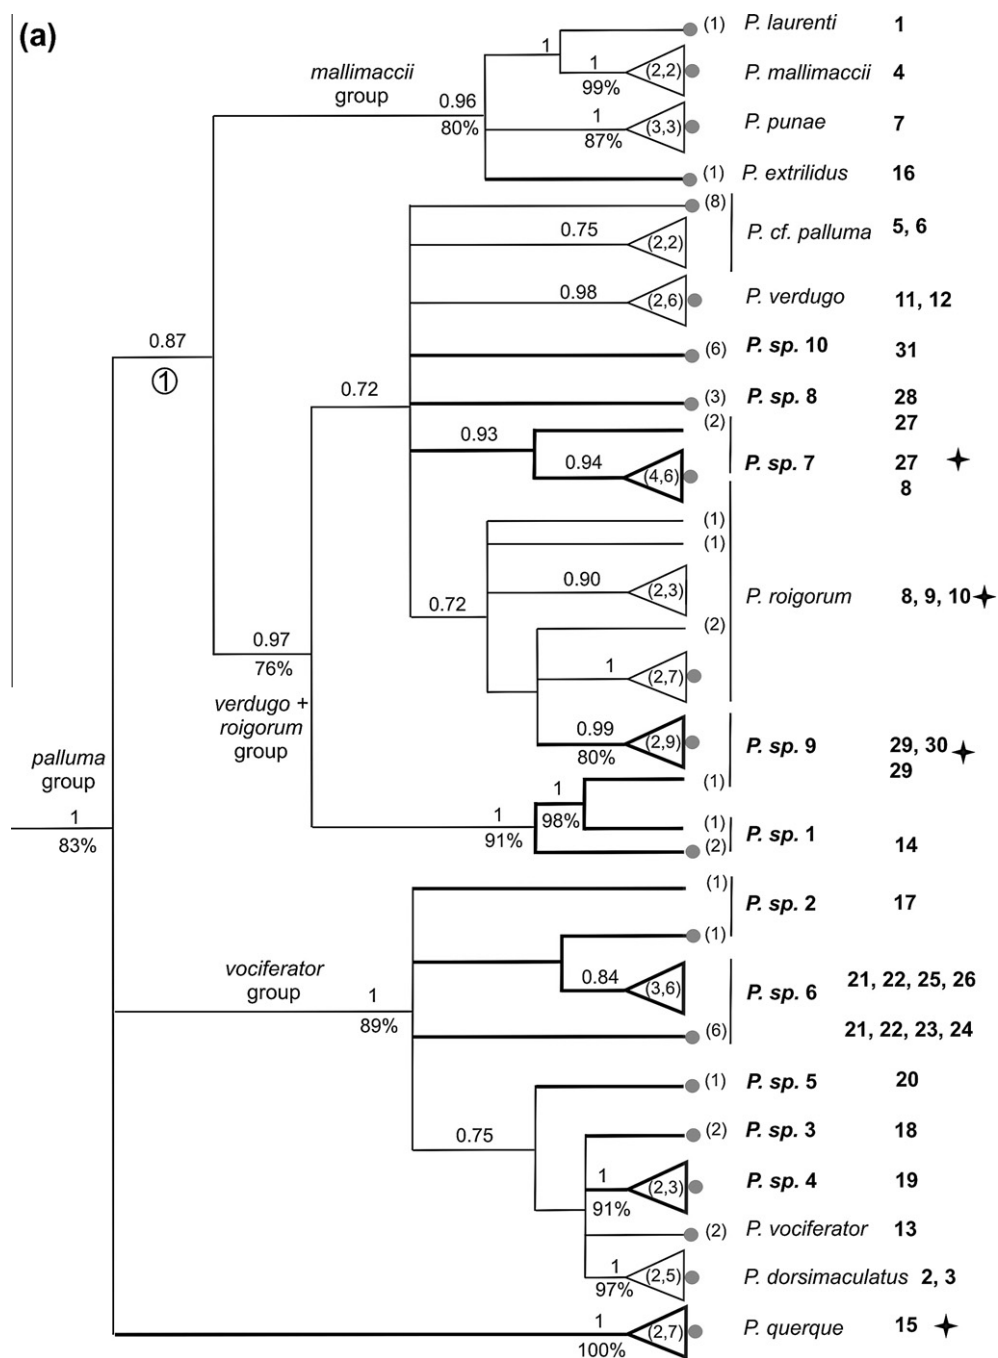 (a)
(1) P. laurenti 1
1
mallimaccii
group
1
(2,2) P. mallimaccii 4
99%
0.96
80%
1
(3,3) P. punae 7
87%
(1) P. extrilidus 16
(8)
P. cf. palluma 5, 6
0.75
(2,2)
0.98
(2,6) P. verdugo 11, 12
0.87
1
(6) P. sp. 10 31
0.72
(3) P. sp. 8 28
(2) 27
0.93
P. sp. 7 27
0.94
(4,6)
8
(1)
(1)
0.90
(2,3) P. roigorum 8, 9, 10
0.72
(2)
0.97
76%
1
(2,7)
verdugo +
roigorum
group
0.99
(2,9) P. sp. 9 29, 30
80%
29
(1)
1
palluma
group
1
83%
1
91%
98%
(1)
P. sp. 1 14
(2)
(1)
P. sp. 2 17
(1)
vociferator
group
0.84
(3,6) P. sp. 6 21, 22, 25, 26
1
89%
(6) 21, 22, 23, 24
(1) P. sp. 5 20
0.75
(2) P. sp. 3 18
1
(2,3) P. sp. 4 19
91%
(2) P. vociferator 13
1
(2,5) P. dorsimaculatus 2, 3
97%
1
(2,7) P. querque 15
100%